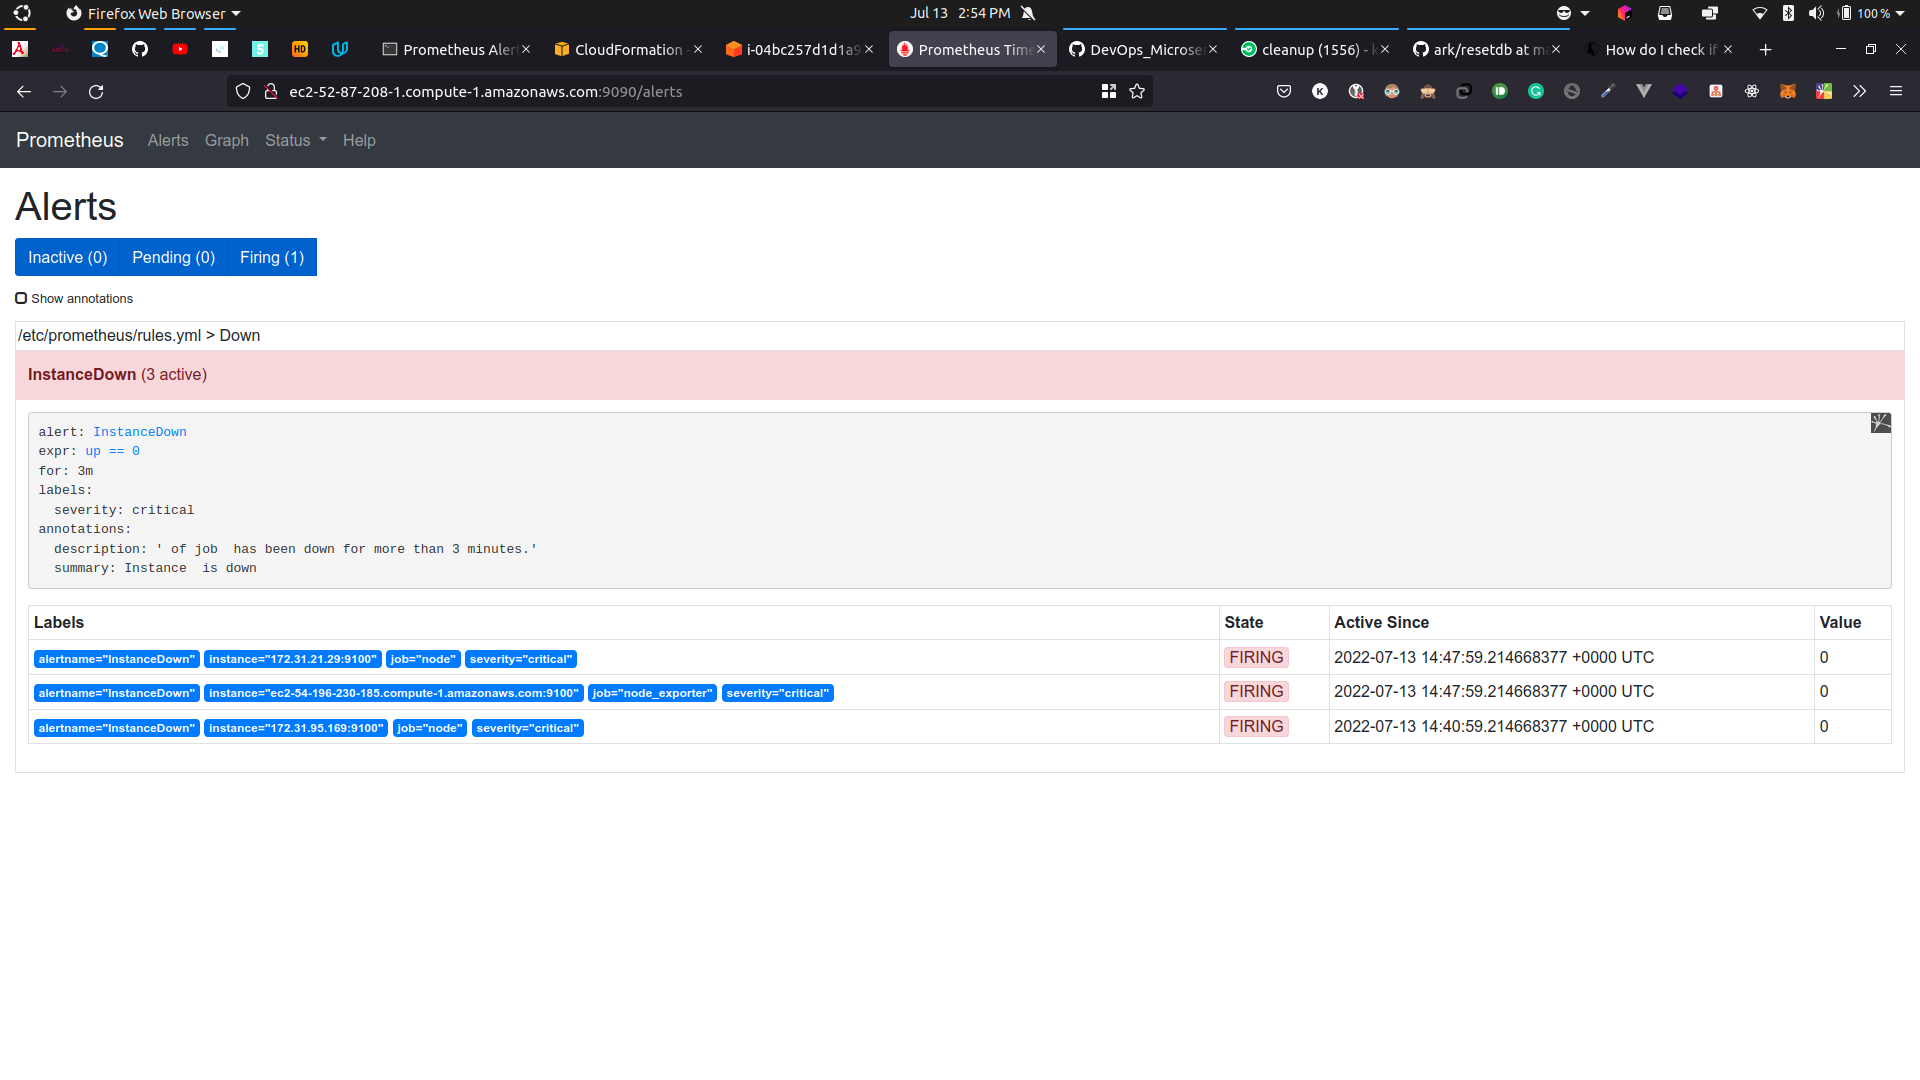 Firefox Web Browser
Jul 13 2:54 PM
100 %
Prometheus Aler
CloudFormation
i-04bc257d1d1a9
Prometheus Time
DevOps_Microse
cleanup (1556) -
ark/resetdb at ma
How do I check if
ec2-52-87-208-1.compute-1.amazonaws.com:9090/alerts
Prometheus Alerts Graph Status Help
Alerts
Inactive (0) Pending (0) Firing (1)
Show annotations
/etc/prometheus/rules.yml > Down
InstanceDown (3 active)
alert: InstanceDown
expr: up == 0
for: 3m
labels:
  severity: critical
annotations:
  description: ' of job  has been down for more than 3 minutes.'
  summary: Instance  is down
Labels State Active Since Value
alertname="InstanceDown" instance="172.31.21.29:9100" job="node" severity="critical" FIRING 2022-07-13 14:47:59.214668377 +0000 UTC 0
alertname="InstanceDown" instance="ec2-54-196-230-185.compute-1.amazonaws.com:9100" job="node_exporter" severity="critical" FIRING 2022-07-13 14:47:59.214668377 +0000 UTC 0
alertname="InstanceDown" instance="172.31.95.169:9100" job="node" severity="critical" FIRING 2022-07-13 14:40:59.214668377 +0000 UTC 0